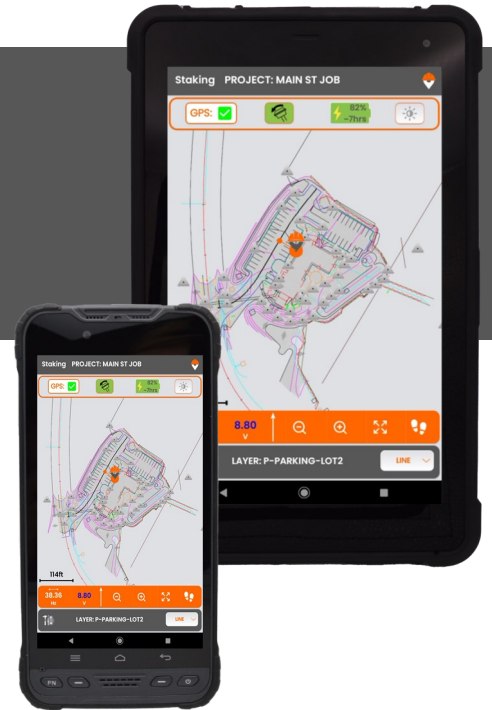 Staking PROJECT: MAIN ST JOB
GPS:
82%
~7hrs
8.80
V
LAYER: P-PARKING-LOT2
LINE
Staking PROJECT: MAIN ST JOB
GPS:
82%
~7hrs
114ft
38.36
Hz
8.80
V
LAYER: P-PARKING-LOT2
LINE
FN